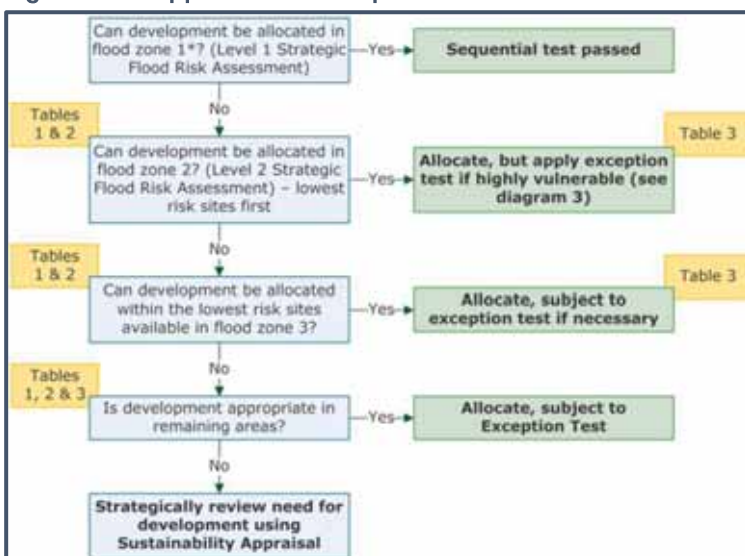 Can development be allocated in
flood zone 1*? (Level 1 Strategic
Flood Risk Assessment)
Yes
Sequential test passed
No
Tables
1 & 2
Can development be allocated in
flood zone 2? (Level 2 Strategic
Flood Risk Assessment) – lowest
risk sites first
Yes
Allocate, but apply exception
test if highly vulnerable (see
diagram 3)
Table 3
No
Tables
1 & 2
Can development be allocated
within the lowest risk sites
available in flood zone 3?
Yes
Allocate, subject to
exception test if necessary
Table 3
No
Tables
1, 2 & 3
Is development appropriate in
remaining areas?
Yes
Allocate, subject to
Exception Test
No
Strategically review need for
development using
Sustainability Appraisal